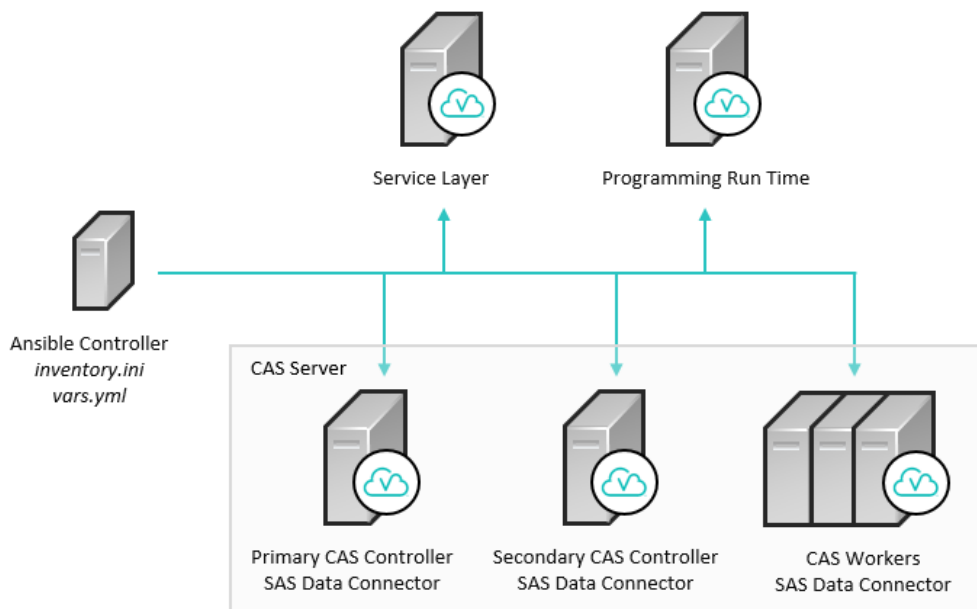 Service Layer
Programming Run Time
Ansible Controller
inventory.ini
vars.yml
CAS Server
Primary CAS Controller
SAS Data Connector
Secondary CAS Controller
SAS Data Connector
CAS Workers
SAS Data Connector